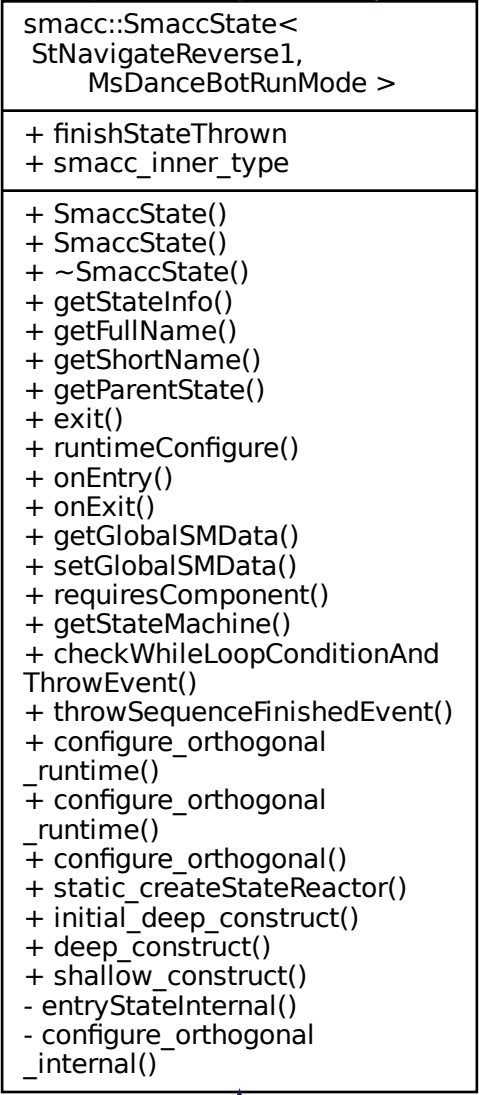 smacc::SmaccState<
StNavigateReverse1,
MsDanceBotRunMode >
+ finishStateThrown
+ smacc_inner_type
+ SmaccState()
+ SmaccState()
+ ~SmaccState()
+ getStateInfo()
+ getFullName()
+ getShortName()
+ getParentState()
+ exit()
+ runtimeConfigure()
+ onEntry()
+ onExit()
+ getGlobalSMData()
+ setGlobalSMData()
+ requiresComponent()
+ getStateMachine()
+ checkWhileLoopConditionAnd
ThrowEvent()
+ throwSequenceFinishedEvent()
+ configure_orthogonal
_runtime()
+ configure_orthogonal
_runtime()
+ configure_orthogonal()
+ static_createStateReactor()
+ initial_deep_construct()
+ deep_construct()
+ shallow_construct()
- entryStateInternal()
- configure_orthogonal
_internal()